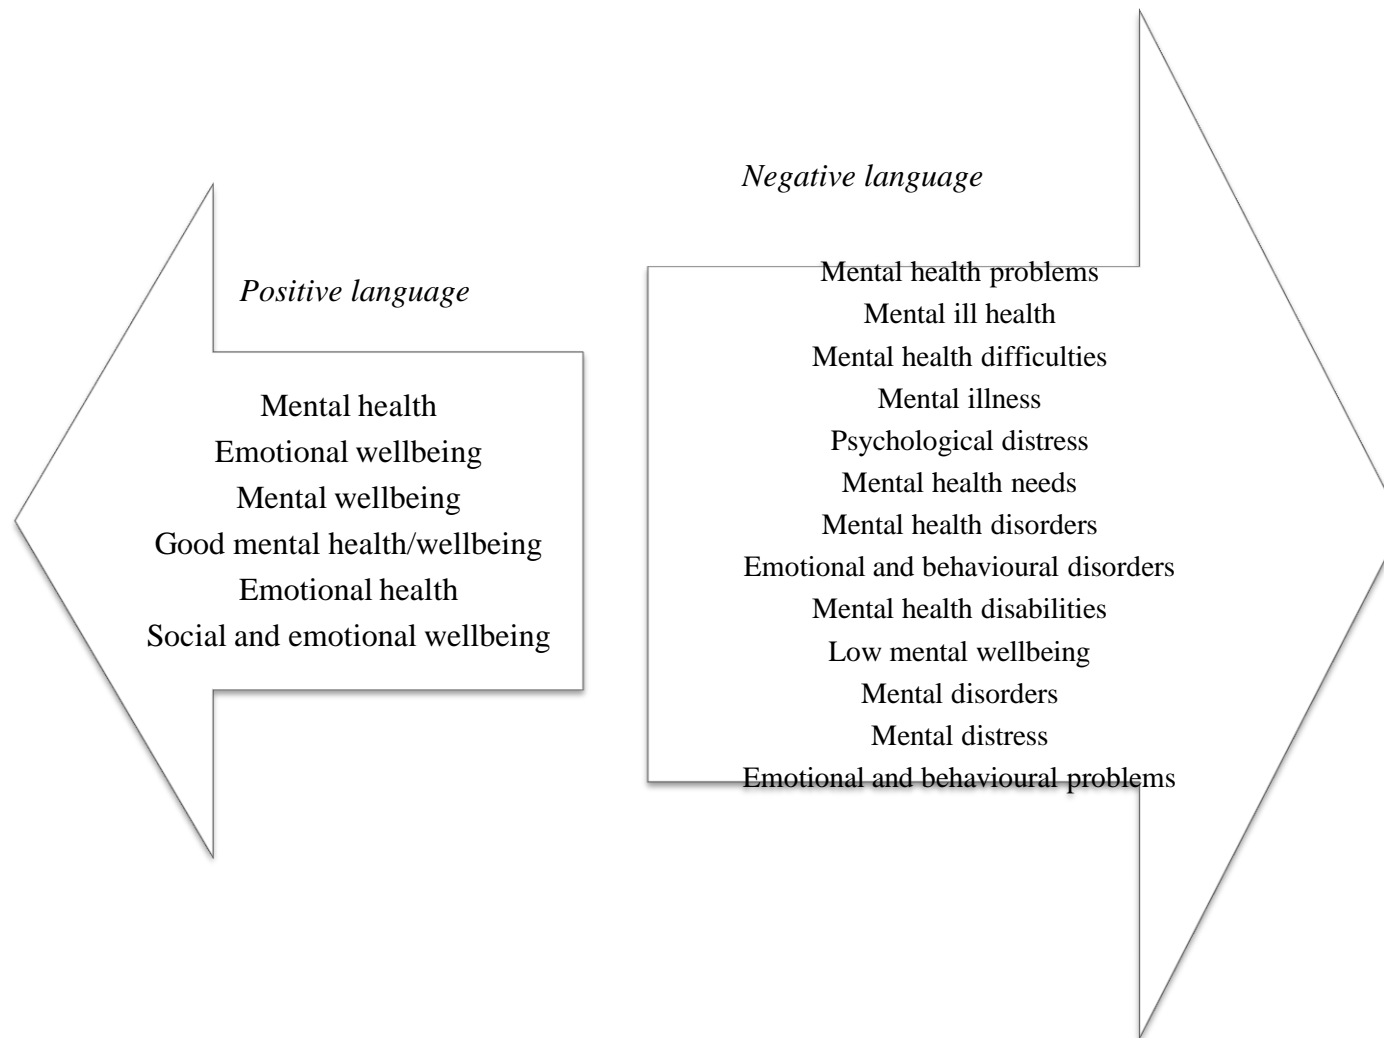 Positive language
Mental health
Emotional wellbeing
Mental wellbeing
Good mental health/wellbeing
Emotional health
Social and emotional wellbeing
Negative language
Mental health problems
Mental ill health
Mental health difficulties
Mental illness
Psychological distress
Mental health needs
Mental health disorders
Emotional and behavioural disorders
Mental health disabilities
Low mental wellbeing
Mental disorders
Mental distress
Emotional and behavioural problems